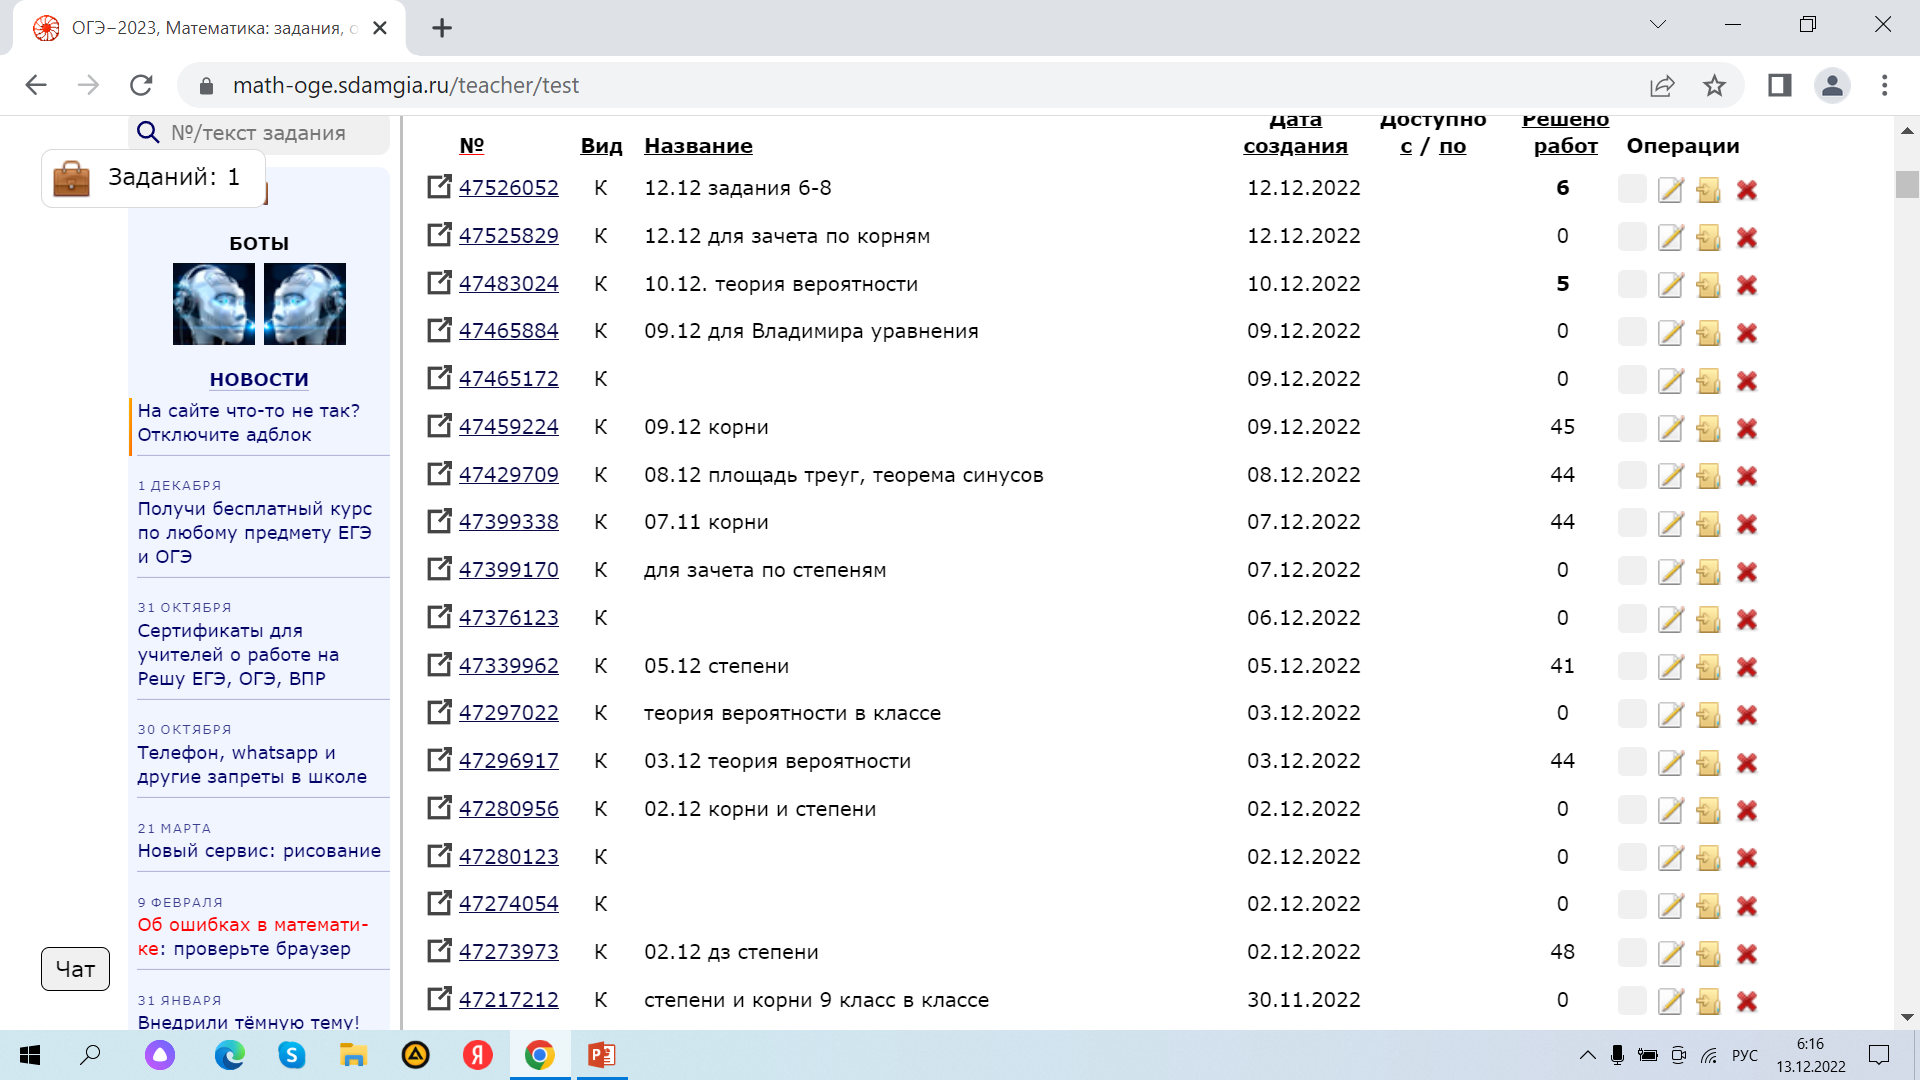 ОГЭ–2023, Математика: задания, о
math-oge.sdamgia.ru/teacher/test
№/текст задания
Заданий: 1
БОТЫ
НОВОСТИ
На сайте что-то не так?
Отключите адблок
1 ДЕКАБРЯ
Получи бесплатный курс
по любому предмету ЕГЭ
и ОГЭ
31 ОКТЯБРЯ
Сертификаты для
учителей о работе на
Решу ЕГЭ, ОГЭ, ВПР
30 ОКТЯБРЯ
Телефон, whatsapp и
другие запреты в школе
21 МАРТА
Новый сервис: рисование
9 ФЕВРАЛЯ
Об ошибках в математи-
ке: проверьте браузер
31 ЯНВАРЯ
Внедрили тёмную тему!
Чат
№ Вид Название Дата создания Доступно с / по Решено работ Операции
47526052 К 12.12 задания 6-8 12.12.2022 6
47525829 К 12.12 для зачета по корням 12.12.2022 0
47483024 К 10.12. теория вероятности 10.12.2022 5
47465884 К 09.12 для Владимира уравнения 09.12.2022 0
47465172 К 09.12.2022 0
47459224 К 09.12 корни 09.12.2022 45
47429709 К 08.12 площадь треуг, теорема синусов 08.12.2022 44
47399338 К 07.11 корни 07.12.2022 44
47399170 К для зачета по степеням 07.12.2022 0
47376123 К 06.12.2022 0
47339962 К 05.12 степени 05.12.2022 41
47297022 К теория вероятности в классе 03.12.2022 0
47296917 К 03.12 теория вероятности 03.12.2022 44
47280956 К 02.12 корни и степени 02.12.2022 0
47280123 К 02.12.2022 0
47274054 К 02.12.2022 0
47273973 К 02.12 дз степени 02.12.2022 48
47217212 К степени и корни 9 класс в классе 30.11.2022 0
РУС
6:16
13.12.2022